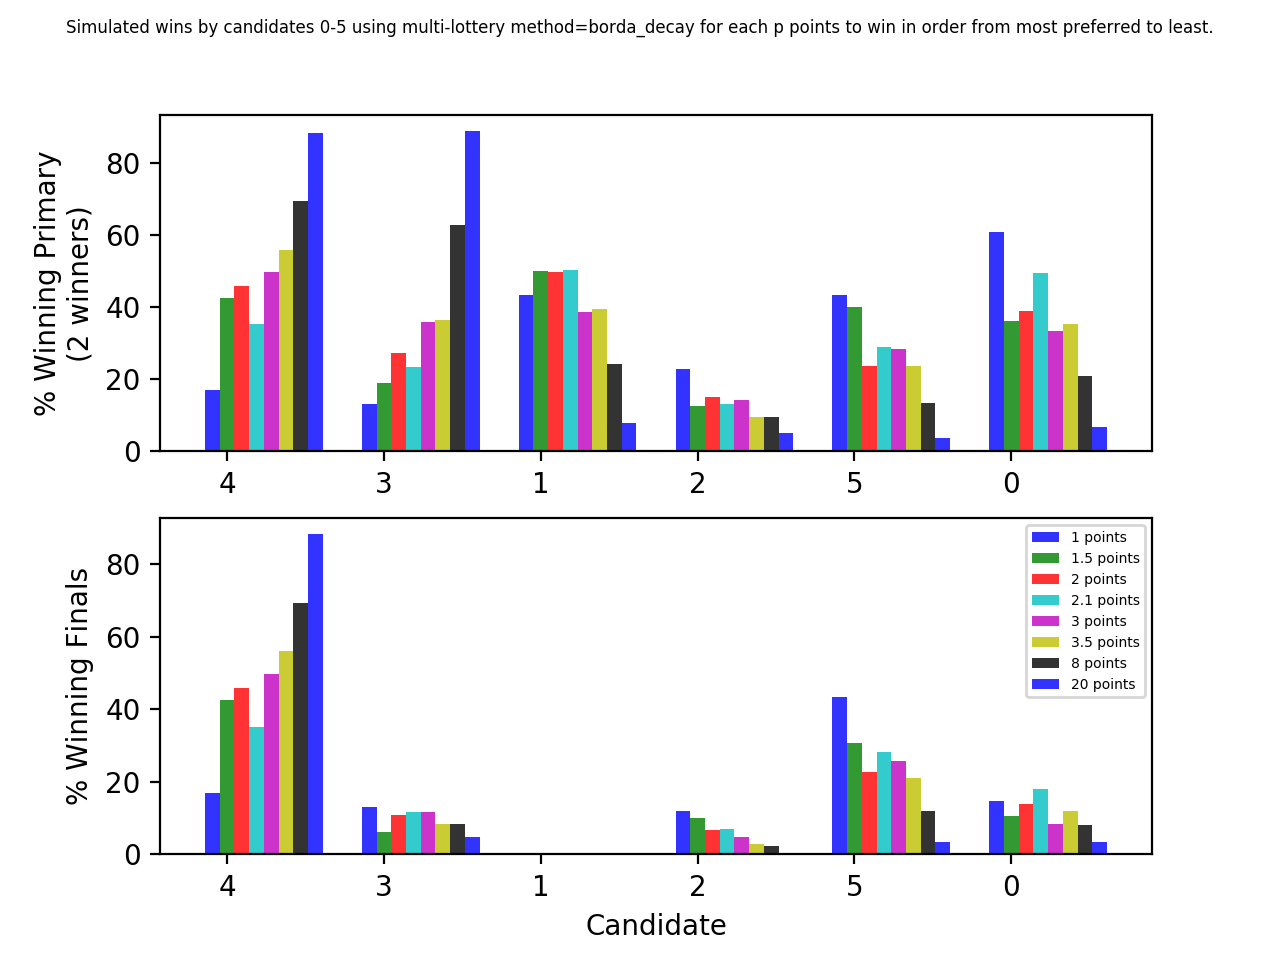 Simulated wins by candidates 0-5 using multi-lottery method=borda_decay for each p points to win in order from most preferred to least.
% Winning Primary
(2 winners)
80
60
40
20
0
4 3 1 2 5 0
% Winning Finals
80
60
40
20
0
1 points
1.5 points
2 points
2.1 points
3 points
3.5 points
8 points
20 points
4 3 1 2 5 0
Candidate